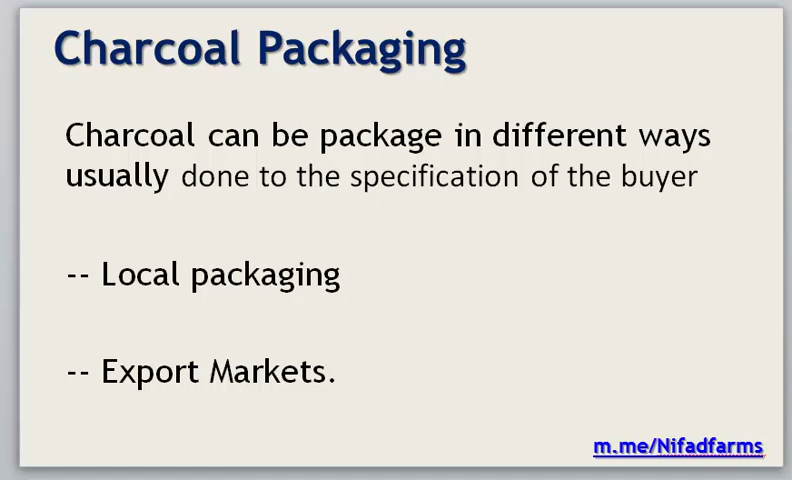 Charcoal Packaging
Charcoal can be package in different ways
usually done to the specification of the buyer
-- Local packaging
-- Export Markets.
m.me/Nifadfarms